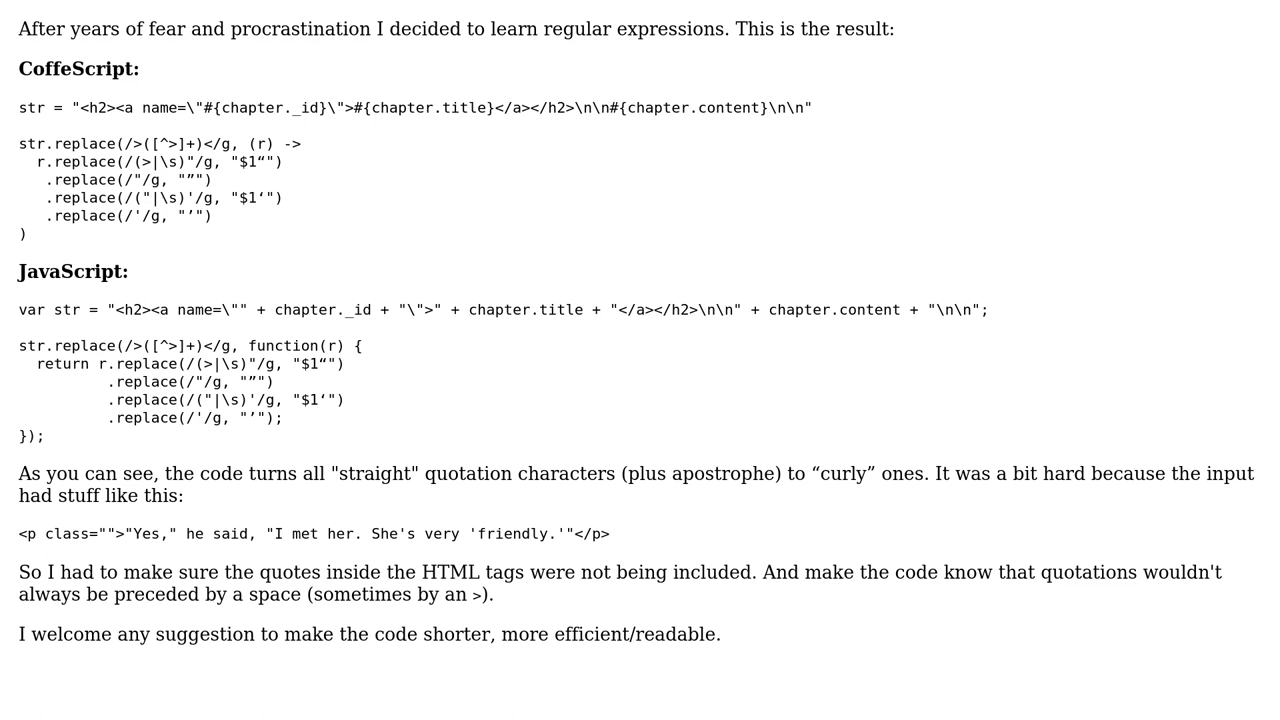 After years of fear and procrastination I decided to learn regular expressions. This is the result:
CoffeScript:
str = "<h2><a name=\"#{chapter._id}\">#{chapter.title}</a></h2>\n\n#{chapter.content}\n\n"
str.replace(/>([^>]+)</g, (r) ->
  r.replace(/(>|\s)"/g, "$1“")
   .replace(/"/g, "”")
   .replace(/("|\s)'/g, "$1‘")
   .replace(/'/g, "’")
)
JavaScript:
var str = "<h2><a name=\"" + chapter._id + "\">" + chapter.title + "</a></h2>\n\n" + chapter.content + "\n\n";
str.replace(/>([^>]+)</g, function(r) {
  return r.replace(/(>|\s)"/g, "$1“")
          .replace(/"/g, "”")
          .replace(/("|\s)'/g, "$1‘")
          .replace(/'/g, "’");
});
As you can see, the code turns all "straight" quotation characters (plus apostrophe) to “curly” ones. It was a bit hard because the input
had stuff like this:
<p class="">"Yes," he said, "I met her. She's very 'friendly.'"</p>
So I had to make sure the quotes inside the HTML tags were not being included. And make the code know that quotations wouldn't
always be preceded by a space (sometimes by an >).
I welcome any suggestion to make the code shorter, more efficient/readable.